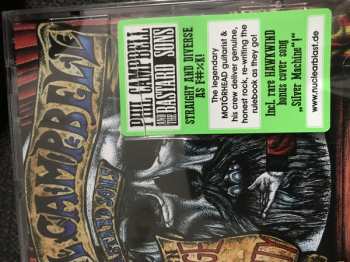 PHIL CAMPBELL
AND THE BASTARD SONS
STRAIGHT AND DIVERSE
AS F!#×K!
The legendary
MOTÖRHEAD guitarist &
his crew deliver genuine,
honest rock, re-writing the
rulebook as they go!
Incl. rare HAWKWIND
bonus cover song
„Silver Machine"!
www.nuclearblast.de
CAMPBELL